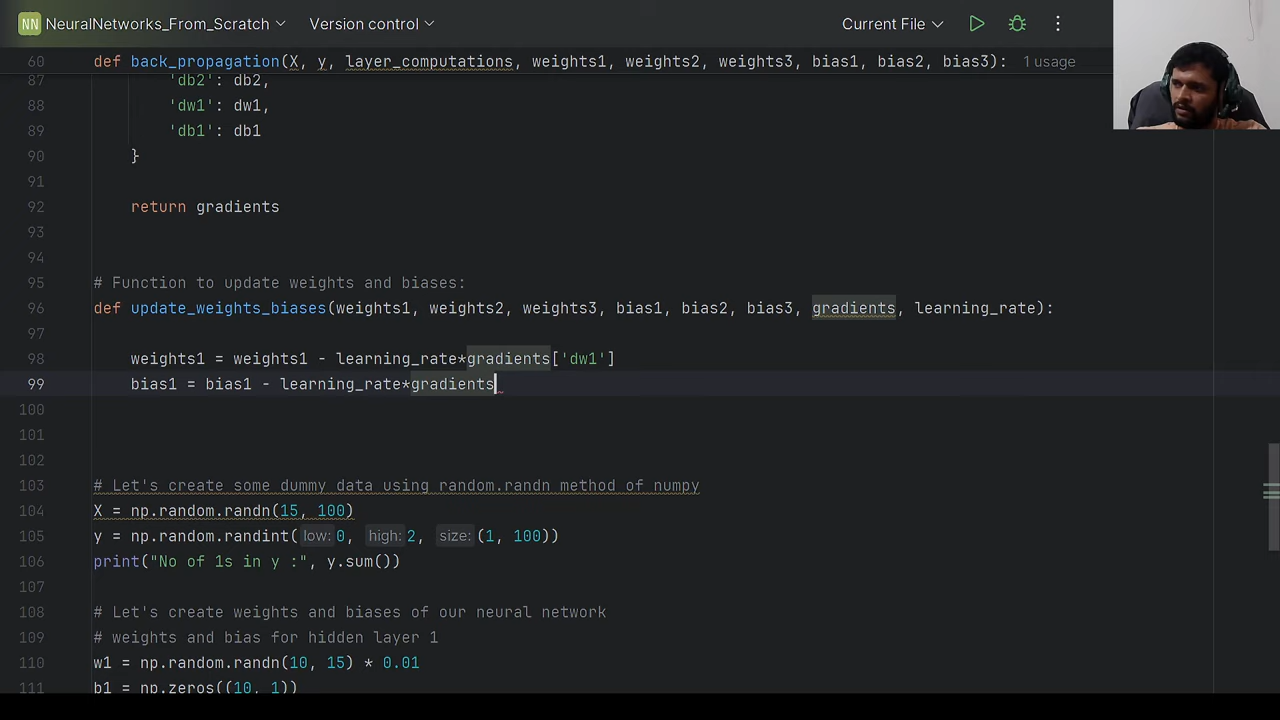 NN NeuralNetworks_From_Scratch Version control Current File
60 def back_propagation(X, y, layer_computations, weights1, weights2, weights3, bias1, bias2, bias3): 1 usage
87 'db2': db2,
88 'dw1': dw1,
89 'db1': db1
90 }
91
92 return gradients
93
94
95 # Function to update weights and biases:
96 def update_weights_biases(weights1, weights2, weights3, bias1, bias2, bias3, gradients, learning_rate):
97
98 weights1 = weights1 - learning_rate*gradients['dw1']
99 bias1 = bias1 - learning_rate*gradients
100
101
102
103 # Let's create some dummy data using random.randn method of numpy
104 X = np.random.randn(15, 100)
105 y = np.random.randint( low: 0, high: 2, size: (1, 100))
106 print("No of 1s in y :", y.sum())
107
108 # Let's create weights and biases of our neural network
109 # weights and bias for hidden layer 1
110 w1 = np.random.randn(10, 15) * 0.01
111 b1 = np.zeros((10, 1))